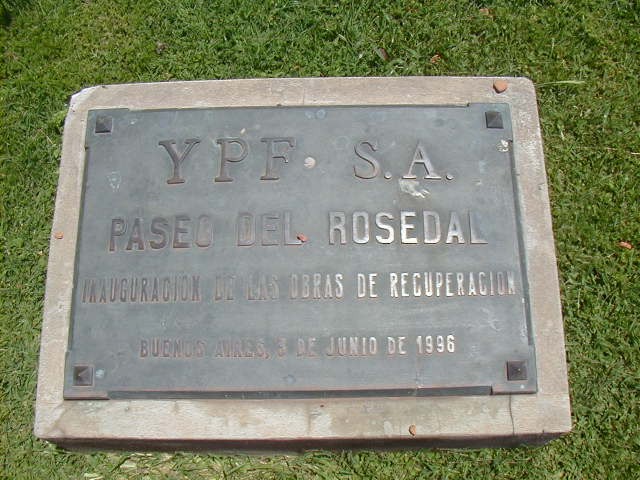 YPF S.A.
PASEO DEL ROSEDAL
INAUGURACION DE LAS OBRAS DE RECUPERACION
BUENOS AIRES, 3 DE JUNIO DE 1996